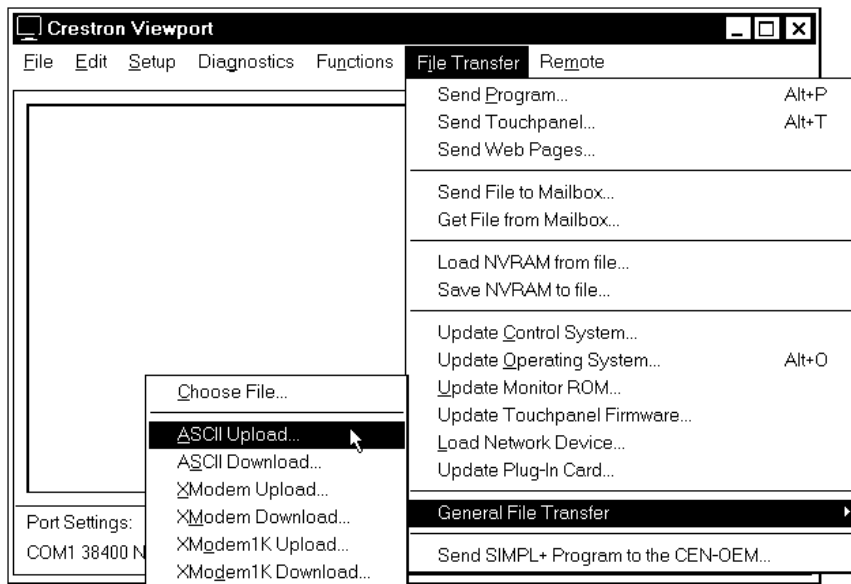 Crestron Viewport
File Edit Setup Diagnostics Functions File Transfer Remote
Send Program... Alt+P
Send Touchpanel... Alt+T
Send Web Pages...
Send File to Mailbox...
Get File from Mailbox...
Load NVRAM from file...
Save NVRAM to file...
Update Control System...
Update Operating System... Alt+O
Update Monitor ROM...
Update Touchpanel Firmware...
Load Network Device...
Update Plug-In Card...
General File Transfer
Send SIMPL+ Program to the CEN-OEM...
Choose File...
ASCII Upload...
ASCII Download...
XModem Upload...
XModem Download...
XModem1K Upload...
XModem1K Download...
Port Settings:
COM1 38400 N